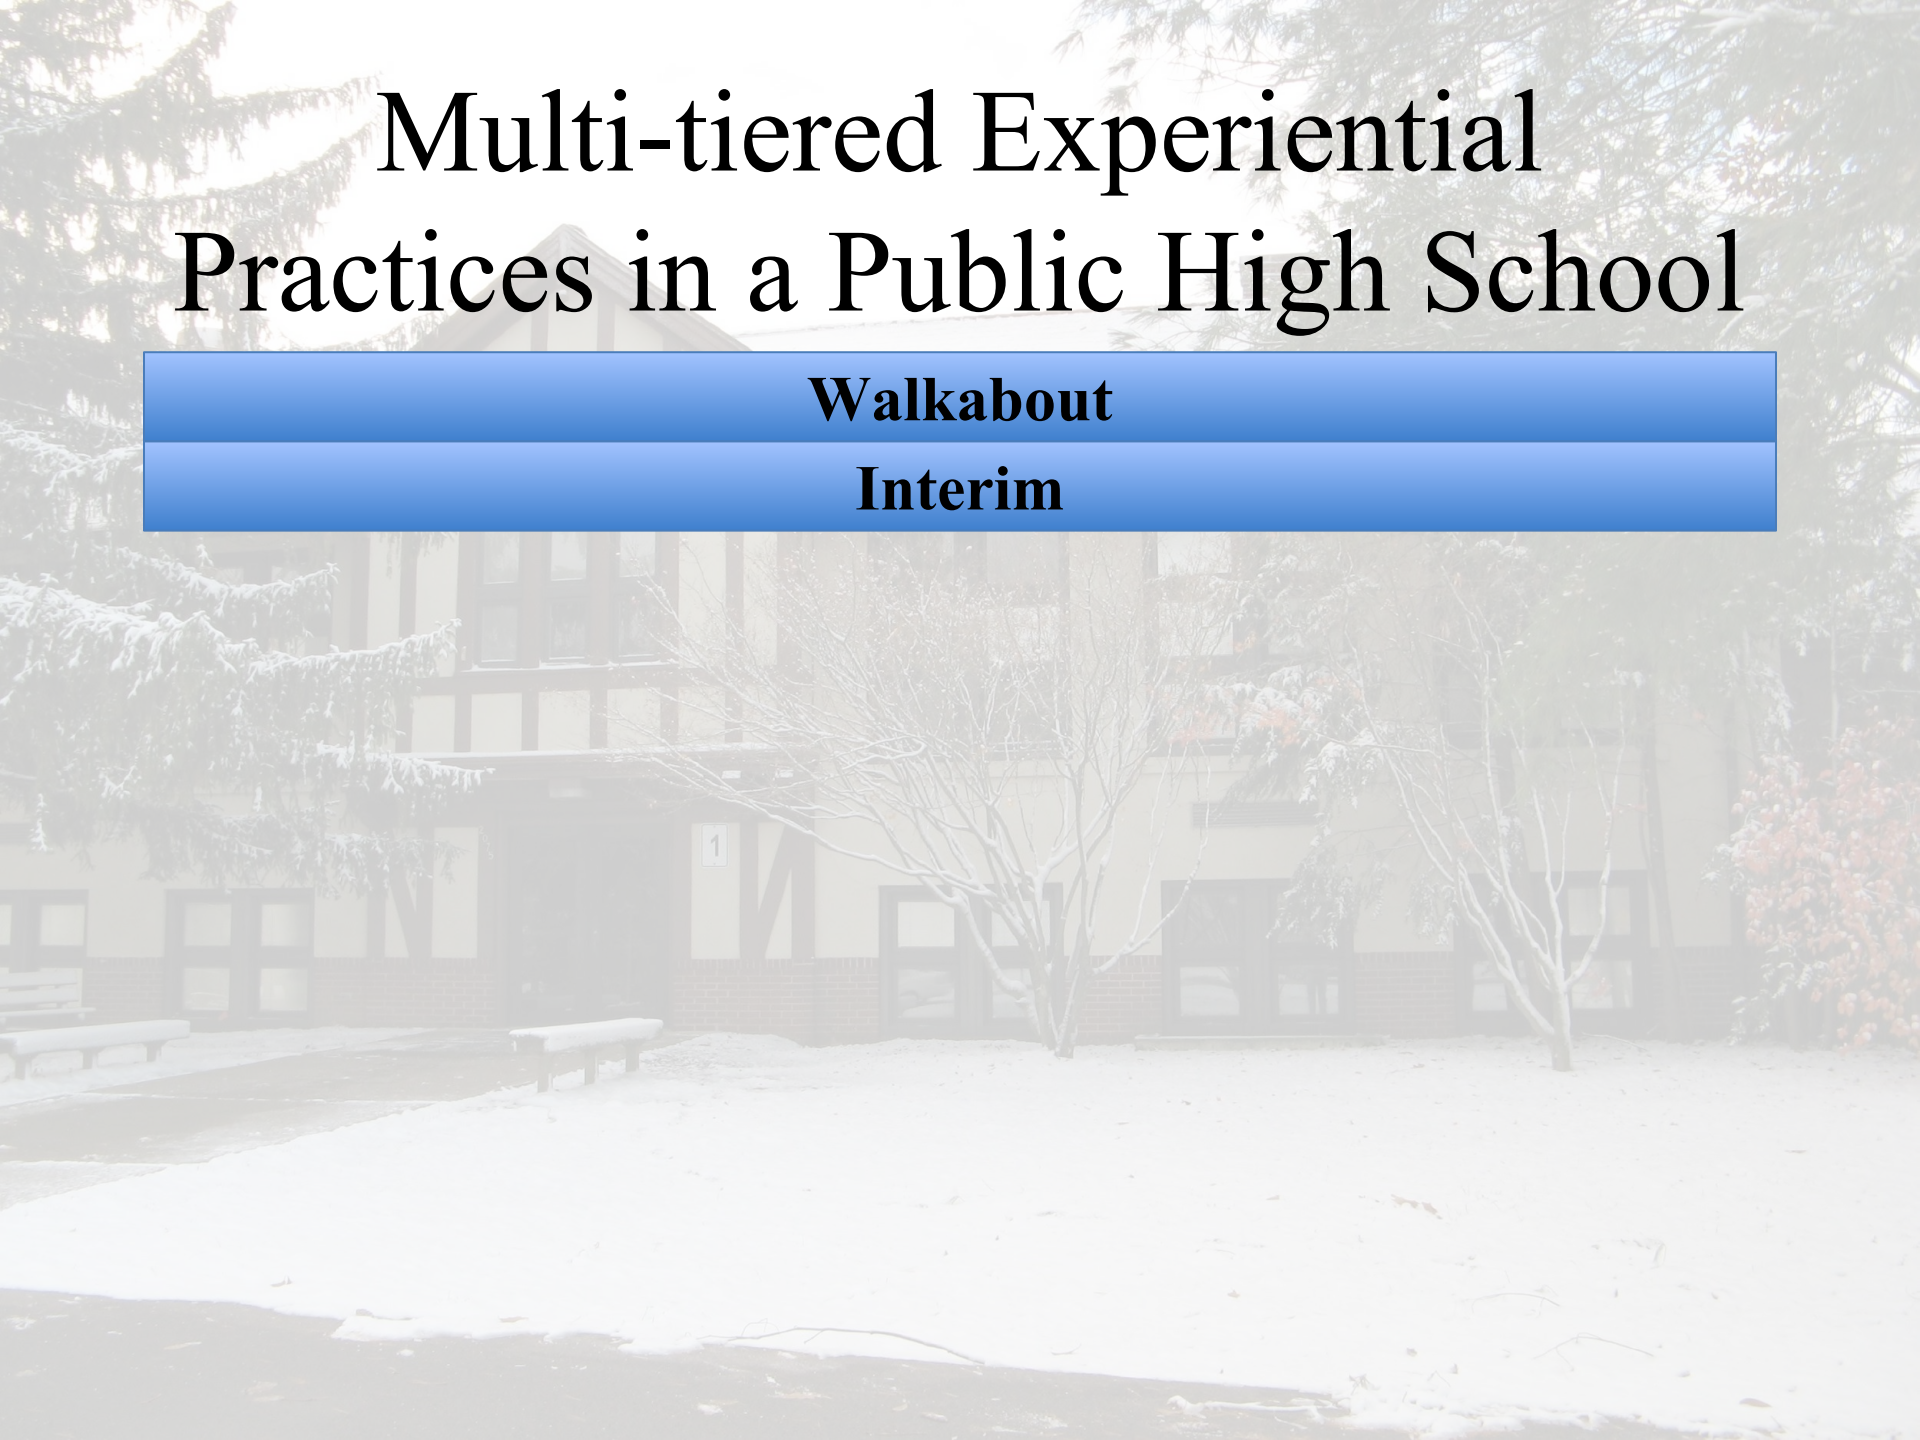 Multi-tiered Experiential
Practices in a Public High School
Walkabout
Interim
1